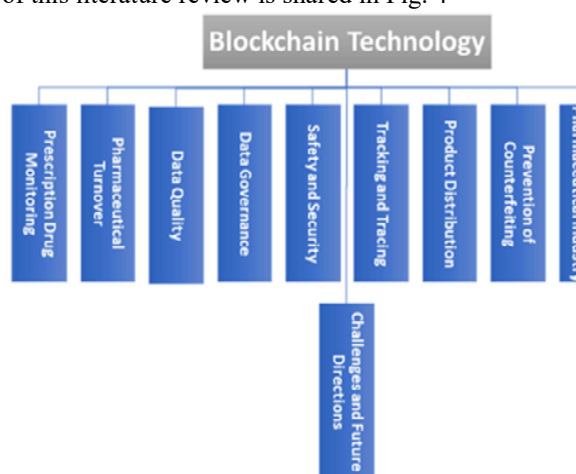 of this literature review is shared in Fig. 4
Blockchain Technology
Prescription Drug
Monitoring
Pharmaceutical
Turnover
Data Quality
Data Governance
Safety and Security
Tracking and Tracing
Product Distribution
Prevention of
Counterfeiting
Challenges and Future
Directions